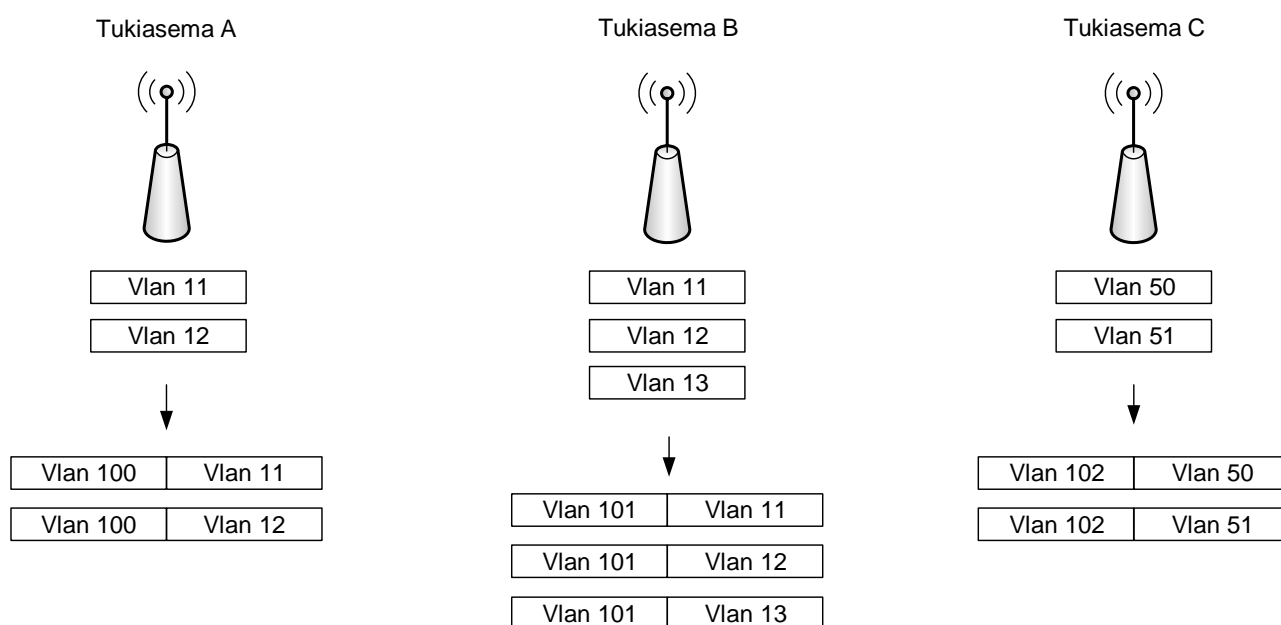 Tukiasema A
Vlan 11
Vlan 12
Vlan 100 Vlan 11
Vlan 100 Vlan 12
Tukiasema B
Vlan 11
Vlan 12
Vlan 13
Vlan 101 Vlan 11
Vlan 101 Vlan 12
Vlan 101 Vlan 13
Tukiasema C
Vlan 50
Vlan 51
Vlan 102 Vlan 50
Vlan 102 Vlan 51